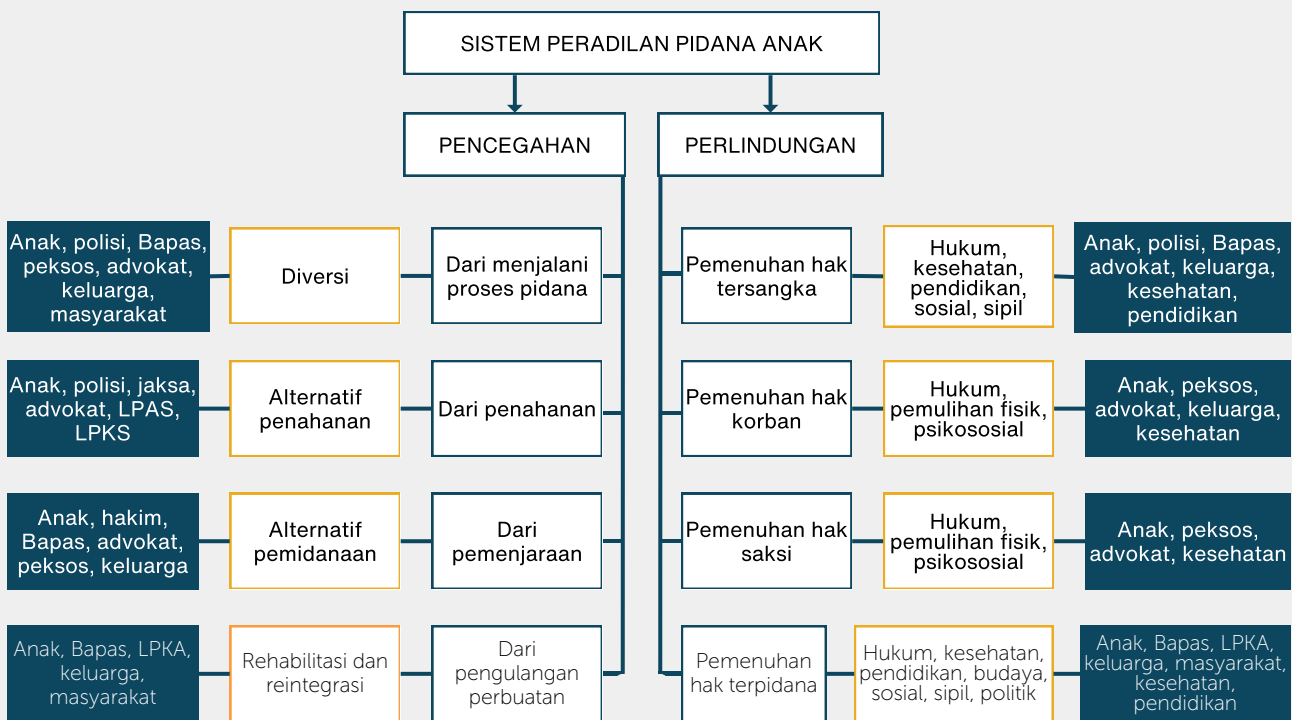 SISTEM PERADILAN PIDANA ANAK
PENCEGAHAN
PERLINDUNGAN
Anak, polisi, Bapas,
peksos, advokat,
keluarga,
masyarakat
Diversi
Dari menjalani
proses pidana
Pemenuhan hak
tersangka
Hukum,
kesehatan,
pendidikan,
sosial, sipil
Anak, polisi, Bapas,
advokat, keluarga,
kesehatan,
pendidikan
Anak, polisi, jaksa,
advokat, LPAS,
LPKS
Alternatif
penahanan
Dari penahanan
Pemenuhan hak
korban
Hukum,
pemulihan fisik,
psikososial
Anak, peksos,
advokat, keluarga,
kesehatan
Anak, hakim,
Bapas, advokat,
peksos, keluarga
Alternatif
pemidanaan
Dari
pemenjaraan
Pemenuhan hak
saksi
Hukum,
pemulihan fisik,
psikososial
Anak, peksos,
advokat, kesehatan
Anak, Bapas, LPKA,
keluarga,
masyarakat
Rehabilitasi dan
reintegrasi
Dari
pengulangan
perbuatan
Pemenuhan
hak terpidana
Hukum, kesehatan,
pendidikan, budaya,
sosial, sipil, politik
Anak, Bapas, LPKA,
keluarga, masyarakat,
kesehatan,
pendidikan